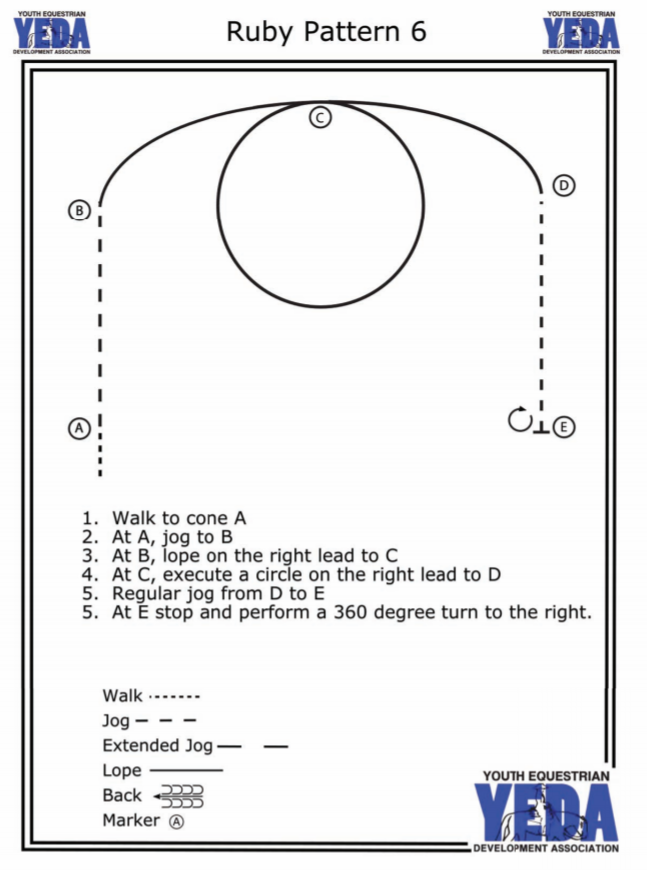 YOUTH EQUESTRIAN
YEDA
DEVELOPMENT ASSOCIATION
Ruby Pattern 6
YOUTH EQUESTRIAN
YEDA
DEVELOPMENT ASSOCIATION
C
B
D
A
E
1. Walk to cone A
2. At A, jog to B
3. At B, lope on the right lead to C
4. At C, execute a circle on the right lead to D
5. Regular jog from D to E
5. At E stop and perform a 360 degree turn to the right.
Walk
Jog
Extended Jog
Lope
Back
Marker A
YOUTH EQUESTRIAN
YEDA
DEVELOPMENT ASSOCIATION